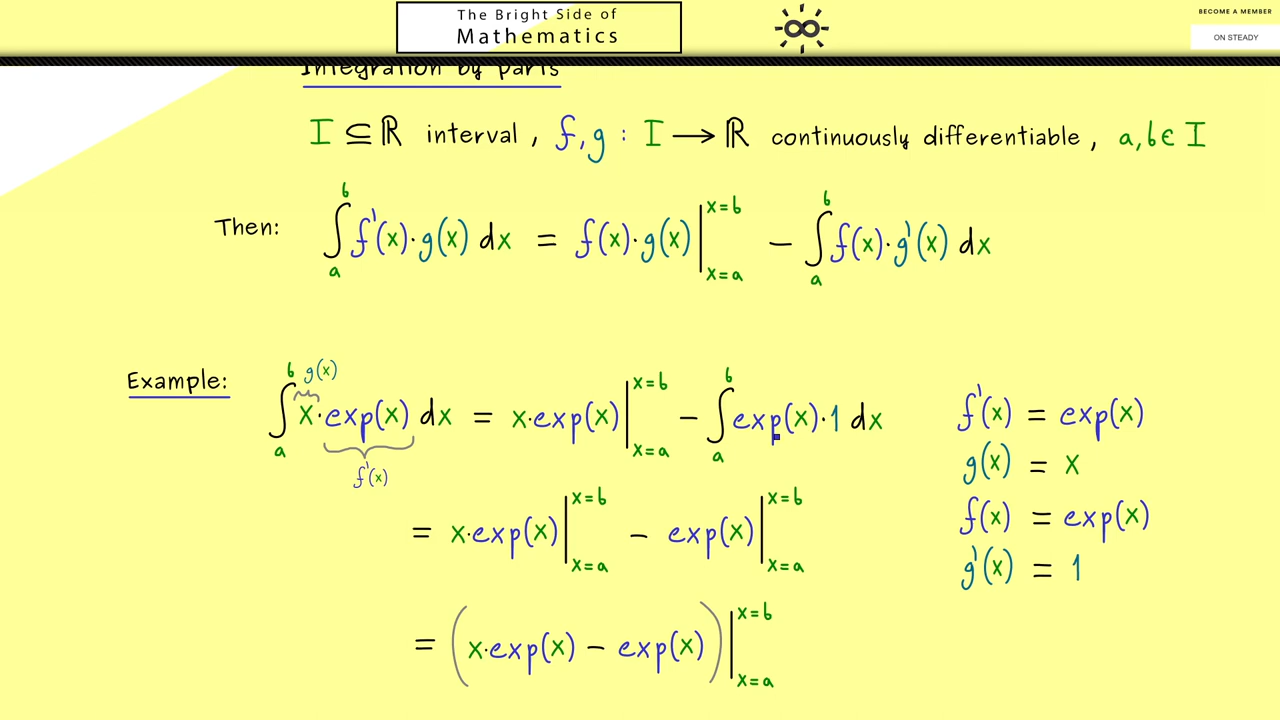 The Bright Side of
Mathematics
BECOME A MEMBER
ON STEADY
Integration by parts
I ⊆ ℝ interval, f,g : I ⟶ ℝ continuously differentiable, a,b ∈ I
Then: ∫_a^b f'(x)·g(x) dx = f(x)·g(x) |_{x=a}^{x=b} − ∫_a^b f(x)·g'(x) dx
g(x)
Example: ∫_a^b x·exp(x) dx = x·exp(x) |_{x=a}^{x=b} − ∫_a^b exp(x)·1 dx
f'(x)
= x·exp(x) |_{x=a}^{x=b} − exp(x) |_{x=a}^{x=b}
= (x·exp(x) − exp(x)) |_{x=a}^{x=b}
f'(x) = exp(x)
g(x) = x
f(x) = exp(x)
g'(x) = 1